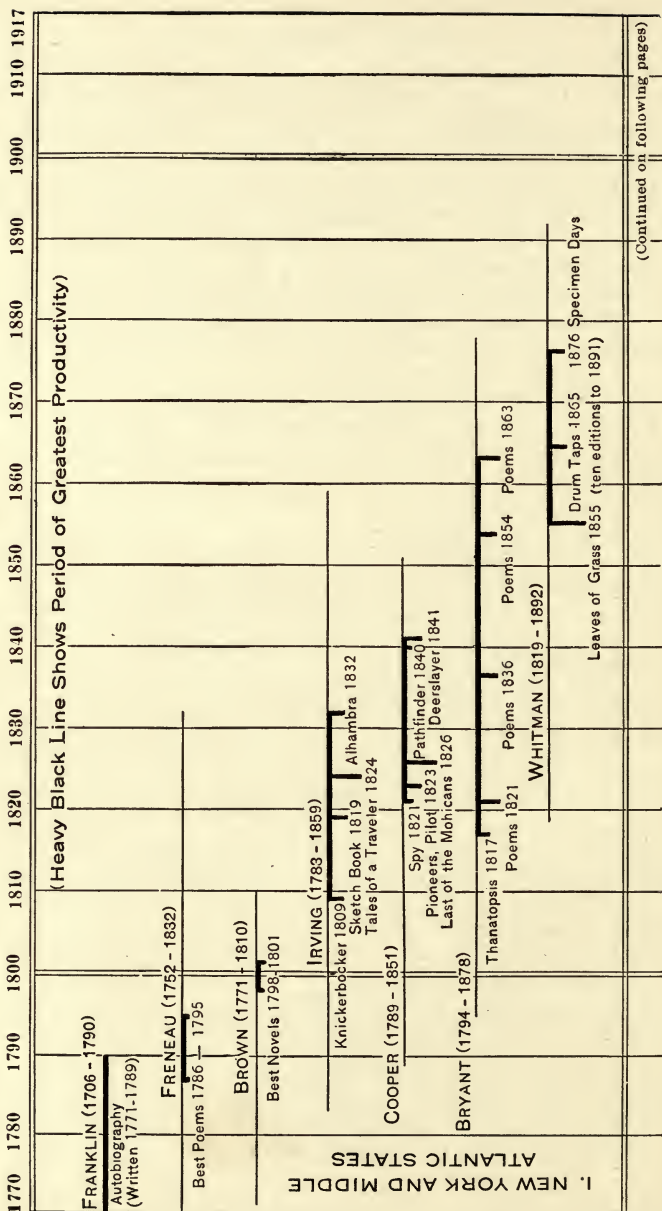 1770 1780 1790 1800 1810 1820 1830 1840 1850 1860 1870 1880 1890 1900 1910 1917
(Heavy Black Line Shows Period of Greatest Productivity)
I. NEW YORK AND MIDDLE
ATLANTIC STATES
FRANKLIN (1706 - 1790)
Autobiography
(Written 1771-1789)
FRENEAU (1752 - 1832)
Best Poems 1786 — 1795
BROWN (1771 - 1810)
Best Novels 1798-1801
IRVING (1783 - 1859)
Knickerbocker 1809
Sketch Book 1819
Tales of a Traveler 1824
Alhambra 1832
COOPER (1789 - 1851)
Spy 1821
Pioneers, Pilot 1823
Last of the Mohicans 1826
Pathfinder 1840
Deerslayer 1841
BRYANT (1794 - 1878)
Thanatopsis 1817
Poems 1821
Poems 1836
Poems 1854
Poems 1863
WHITMAN (1819 - 1892)
Drum Taps 1865
1876 Specimen Days
Leaves of Grass 1855 (ten editions to 1891)
(Continued on following pages)